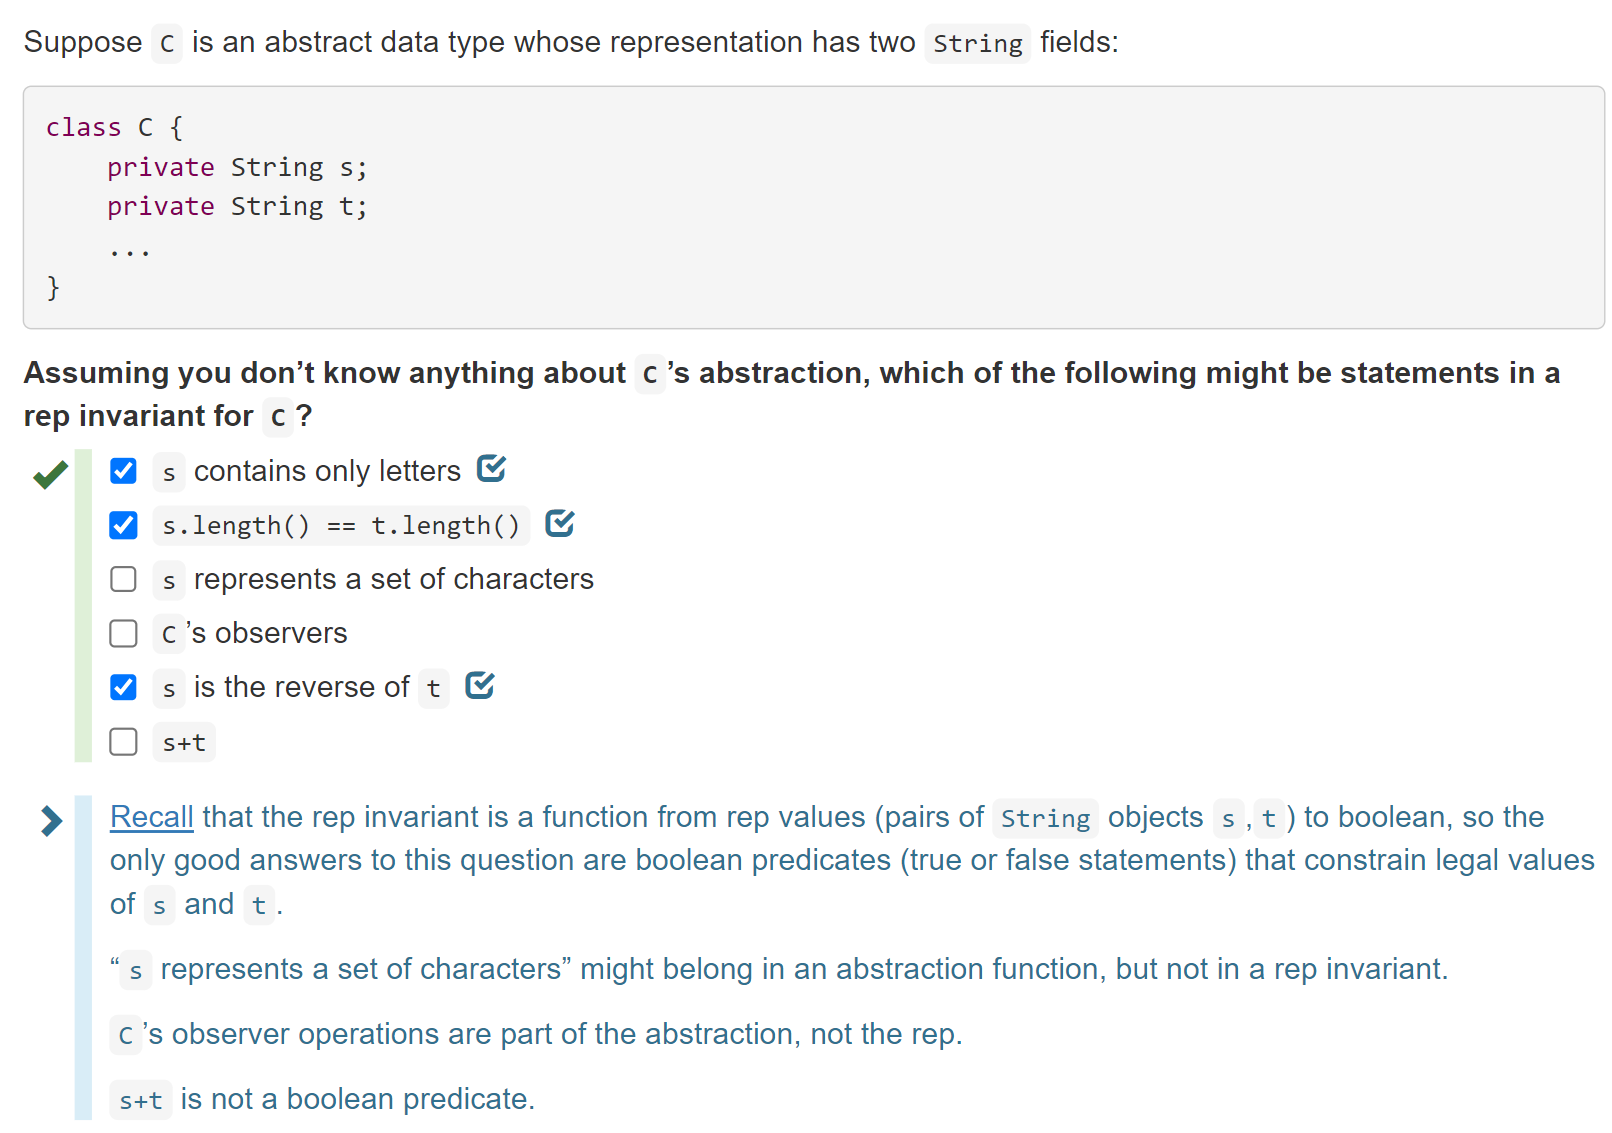 Suppose C is an abstract data type whose representation has two String fields:
class C {
    private String s;
    private String t;
    ...
}
Assuming you don’t know anything about C ’s abstraction, which of the following might be statements in a
rep invariant for C ?
s contains only letters
s.length() == t.length()
s represents a set of characters
C ’s observers
s is the reverse of t
s+t
Recall that the rep invariant is a function from rep values (pairs of String objects s , t ) to boolean, so the
only good answers to this question are boolean predicates (true or false statements) that constrain legal values
of s and t .
“ s represents a set of characters” might belong in an abstraction function, but not in a rep invariant.
C ’s observer operations are part of the abstraction, not the rep.
s+t is not a boolean predicate.